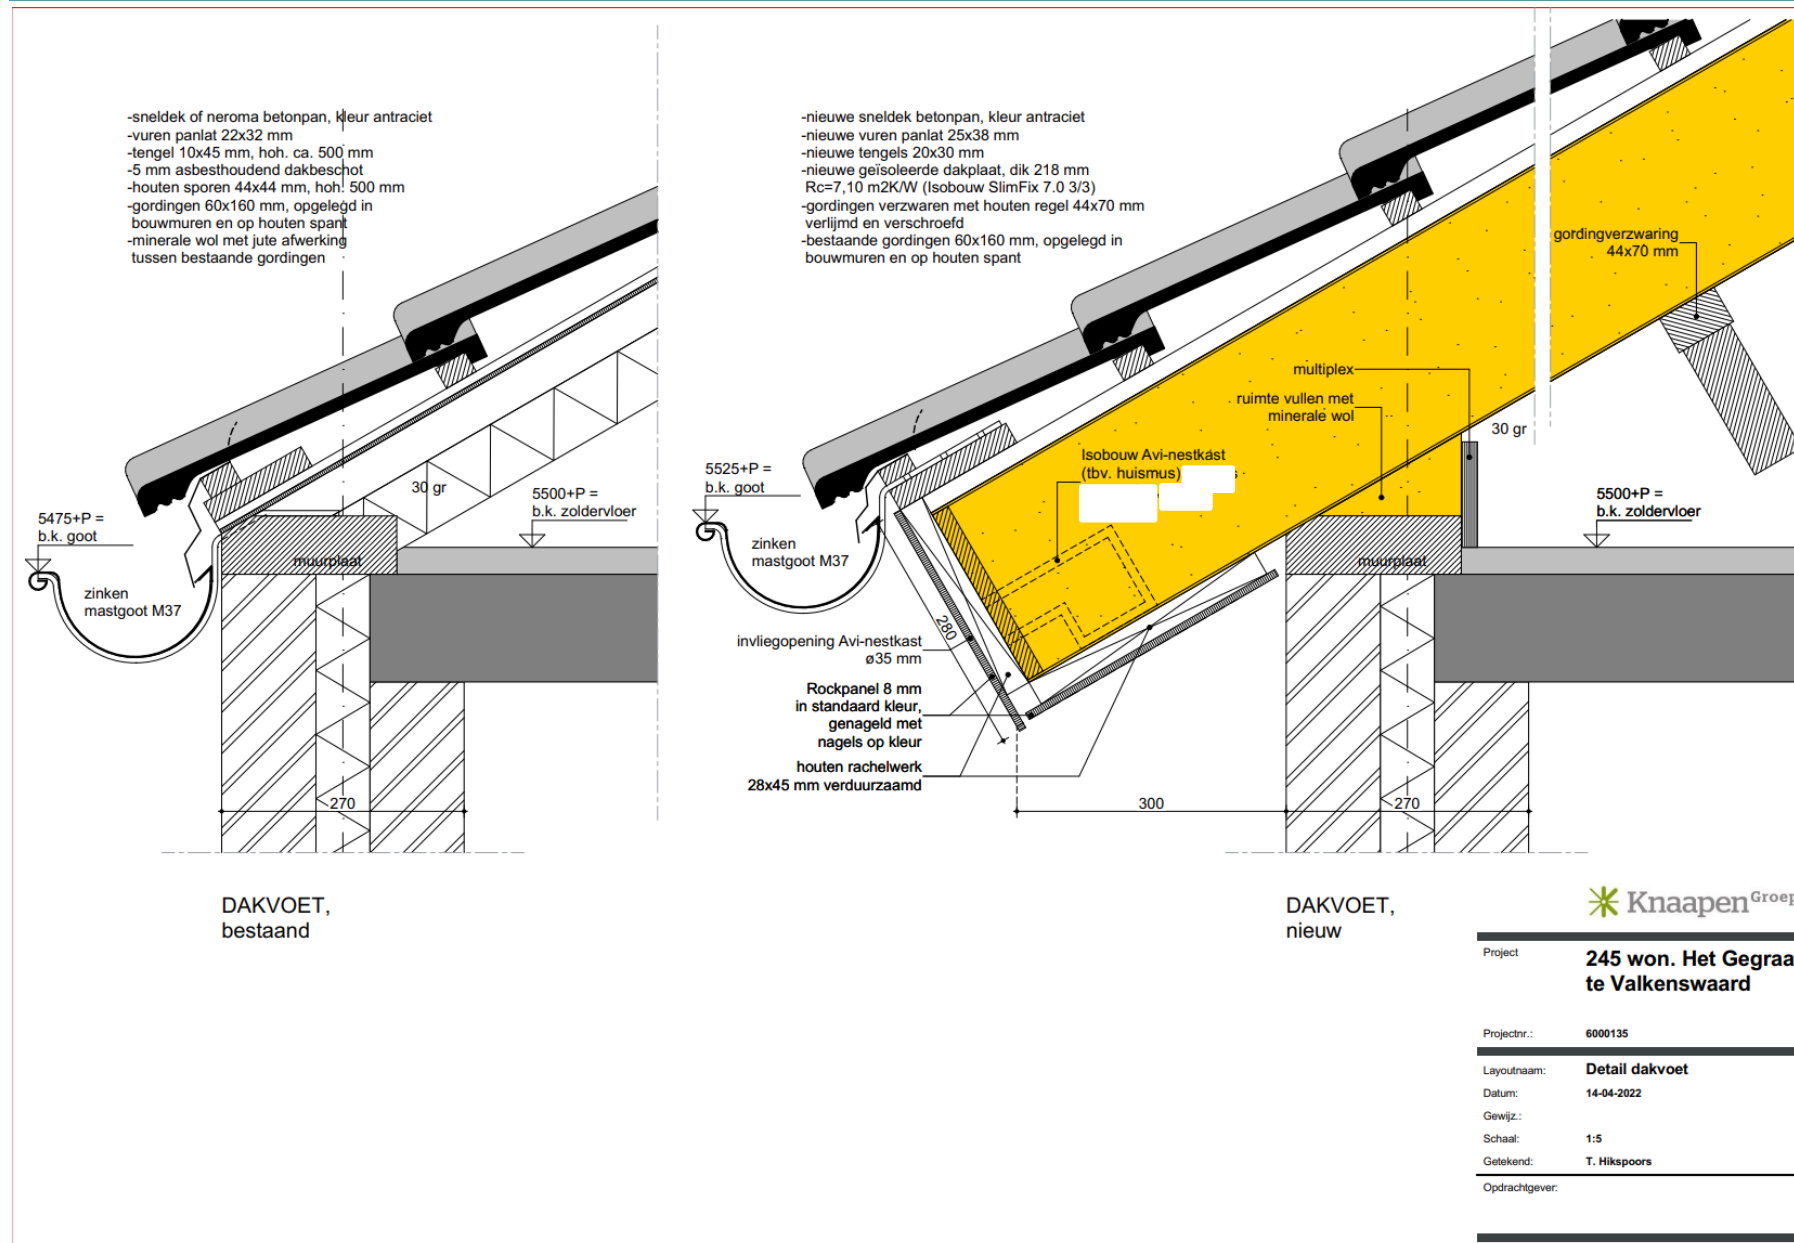 -sneldek of neroma betonpan, kleur antraciet
-vuren panlat 22x32 mm
-tengel 10x45 mm, hoh. ca. 500 mm
-5 mm asbesthoudend dakbeschot
-houten sporen 44x44 mm, hoh. 500 mm
-gordingen 60x160 mm, opgelegd in
bouwmuren en op houten spant
-minerale wol met jute afwerking
tussen bestaande gordingen
30 gr
5500+P =
b.k. zoldervloer
5475+P =
b.k. goot
muurplaat
zinken
mastgoot M37
270
DAKVOET,
bestaand
-nieuwe sneldek betonpan, kleur antraciet
-nieuwe vuren panlat 25x38 mm
-nieuwe tengels 20x30 mm
-nieuwe geïsoleerde dakplaat, dik 218 mm
Rc=7,10 m2K/W (Isobouw SlimFix 7.0 3/3)
-gordingen verzwaren met houten regel 44x70 mm
verlijmd en verschroefd
-bestaande gordingen 60x160 mm, opgelegd in
bouwmuren en op houten spant
gordingverzwaring
44x70 mm
multiplex
ruimte vullen met
minerale wol
30 gr
Isobouw Avi-nestkast
(tbv. huismus)
5525+P =
b.k. goot
5500+P =
b.k. zoldervloer
zinken
mastgoot M37
muurplaat
280
invliegopening Avi-nestkast
ø35 mm
Rockpanel 8 mm
in standaard kleur,
genageld met
nagels op kleur
houten rachelwerk
28x45 mm verduurzaamd
300
270
DAKVOET,
nieuw
Knaapen Groep
Project
245 won. Het Gegraa
te Valkenswaard
Projectnr.: 6000135
Layoutnaam: Detail dakvoet
Datum: 14-04-2022
Gewijz.:
Schaal: 1:5
Getekend: T. Hikspoors
Opdrachtgever: